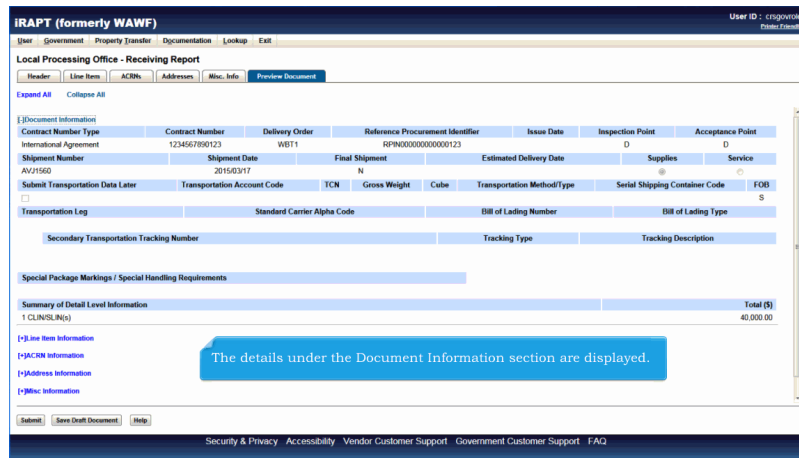 iRAPT (formerly WAWF)
User ID : crsgovrol
Printer Friendl
User Government Property Transfer Documentation Lookup Exit
Local Processing Office - Receiving Report
Header Line Item ACRNs Addresses Misc. Info Preview Document
Expand All Collapse All
[-]Document Information
Contract Number Type Contract Number Delivery Order Reference Procurement Identifier Issue Date Inspection Point Acceptance Point
International Agreement 1234567890123 WBT1 RPIN000000000000123 D D
Shipment Number Shipment Date Final Shipment Estimated Delivery Date Supplies Service
AVJ1560 2015/03/17 N
Submit Transportation Data Later Transportation Account Code TCN Gross Weight Cube Transportation Method/Type Serial Shipping Container Code FOB
S
Transportation Leg Standard Carrier Alpha Code Bill of Lading Number Bill of Lading Type
Secondary Transportation Tracking Number Tracking Type Tracking Description
Special Package Markings / Special Handling Requirements
Summary of Detail Level Information Total ($)
1 CLIN/SLIN(s) 40,000.00
[+]Line Item Information
[+]ACRN Information
[+]Address Information
[+]Misc Information
The details under the Document Information section are displayed.
Submit Save Draft Document Help
Security & Privacy Accessibility Vendor Customer Support Government Customer Support FAQ